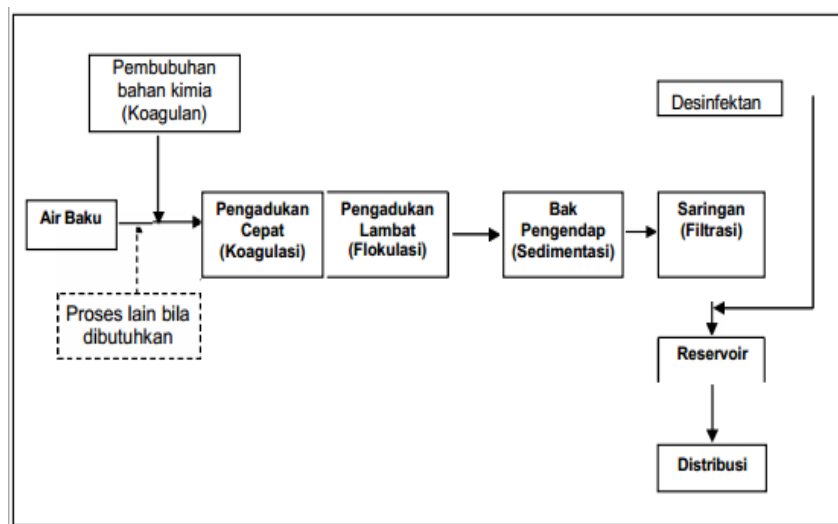 Pembubuhan
bahan kimia
(Koagulan)
Desinfektan
Air Baku
Pengadukan
Cepat
(Koagulasi)
Pengadukan
Lambat
(Flokulasi)
Bak
Pengendap
(Sedimentasi)
Saringan
(Filtrasi)
Proses lain bila
dibutuhkan
Reservoir
Distribusi